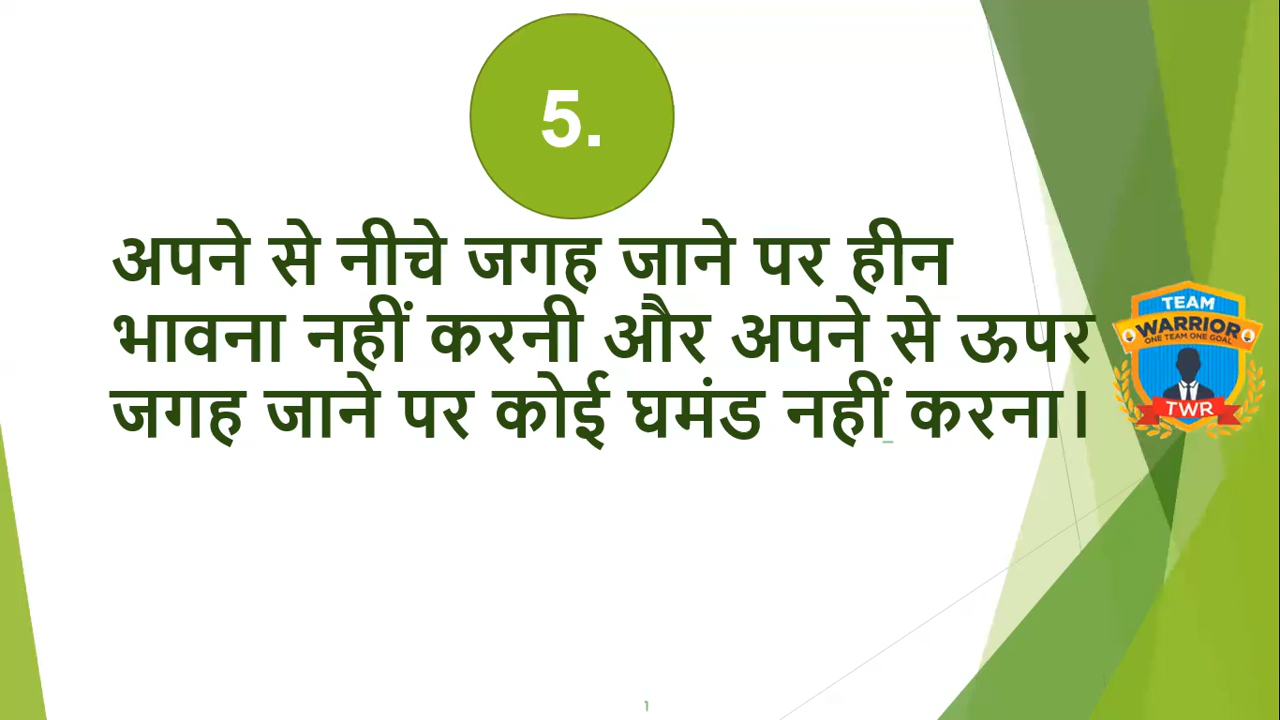 5.
अपने से नीचे जगह जाने पर हीन
भावना नहीं करनी और अपने से ऊपर
जगह जाने पर कोई घमंड नहीं करना।
TEAM
WARRIOR
ONE TEAM ONE GOAL
TWR